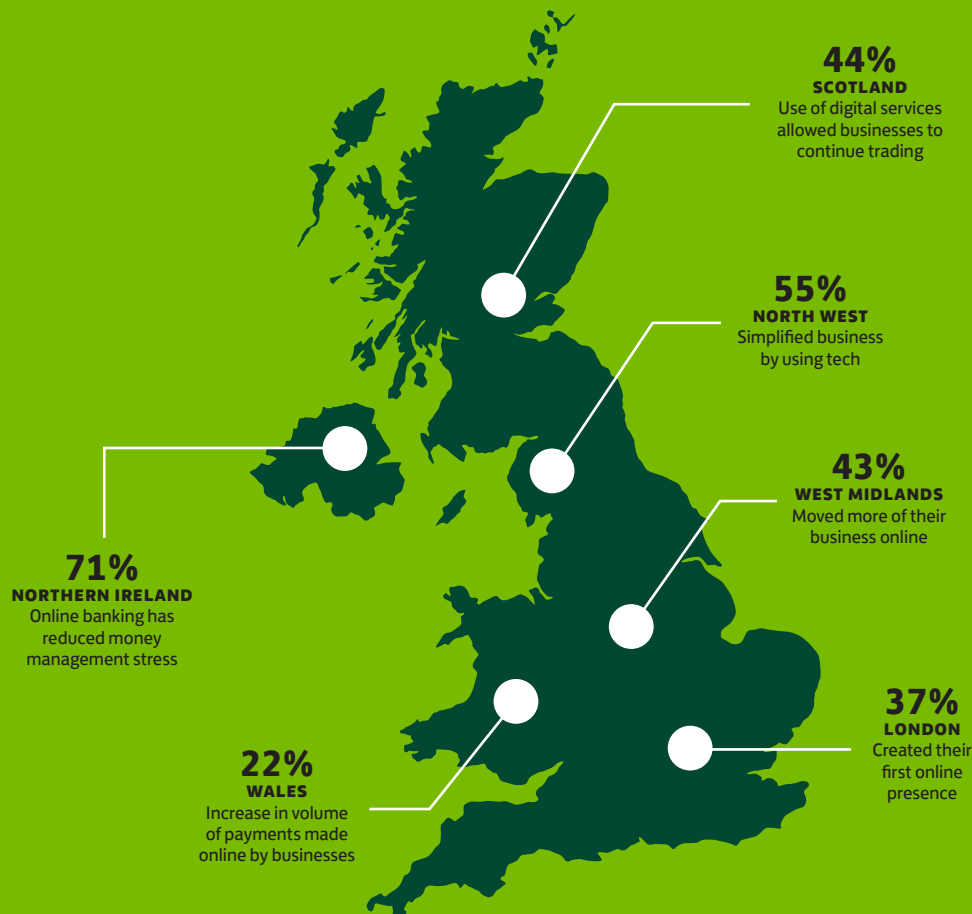 44%
SCOTLAND
Use of digital services
allowed businesses to
continue trading
55%
NORTH WEST
Simplified business
by using tech
43%
WEST MIDLANDS
Moved more of their
business online
71%
NORTHERN IRELAND
Online banking has
reduced money
management stress
37%
LONDON
Created their
first online
presence
22%
WALES
Increase in volume
of payments made
online by businesses